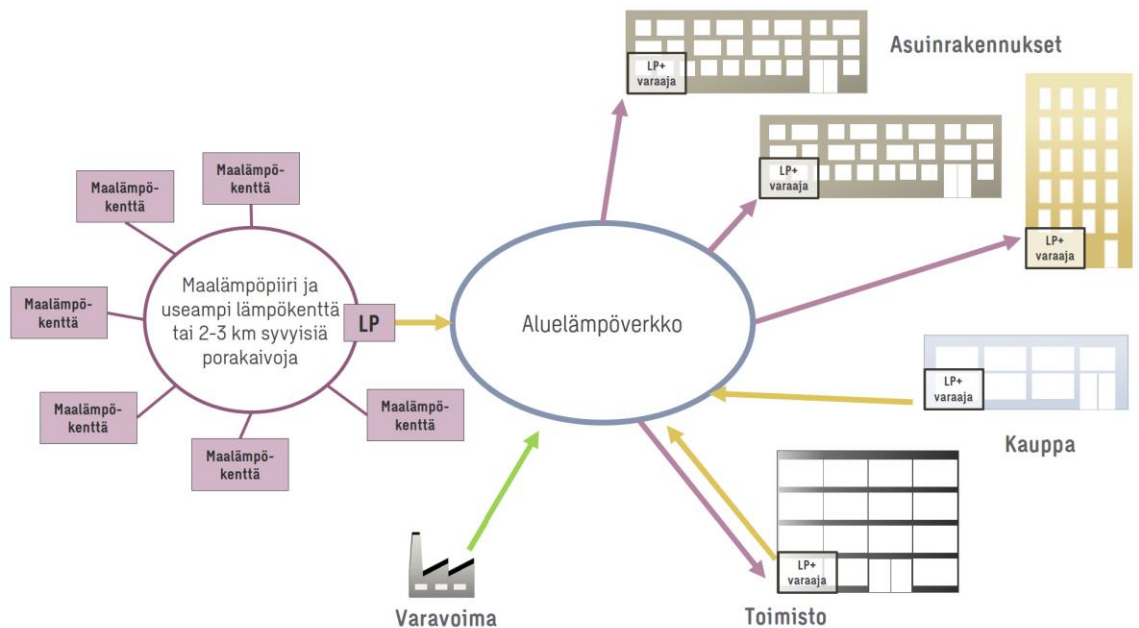 Asuinrakennukset
LP+
varaaja
LP+
varaaja
LP+
varaaja
Maalämpö-
kenttä
Maalämpö-
kenttä
Maalämpö-
kenttä
Maalämpö-
kenttä
Maalämpö-
kenttä
Maalämpö-
kenttä
Maalämpöpiiri ja
useampi lämpökenttä
tai 2-3 km syvyisiä
porakaivoja
LP
Aluelämpöverkko
LP+
varaaja
Kauppa
LP+
varaaja
Toimisto
Varavoima